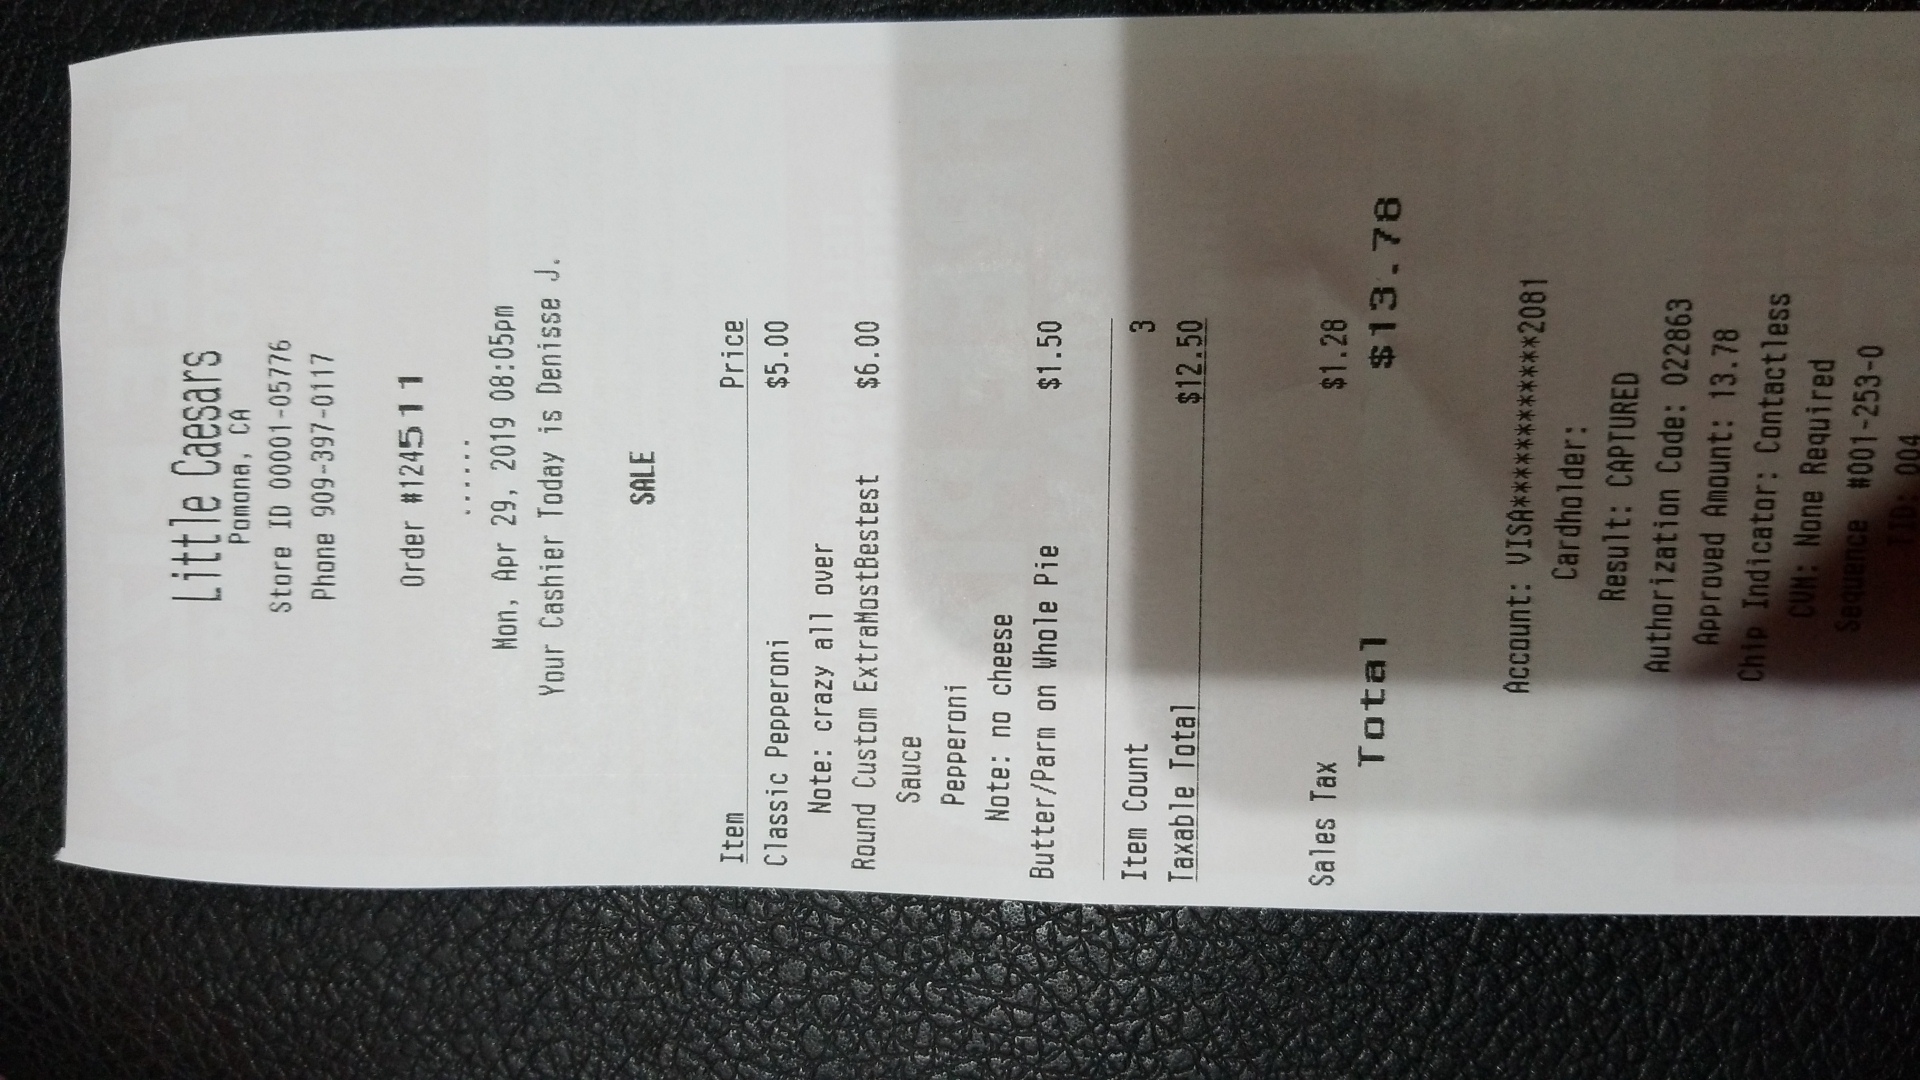 Little Caesars
Pomona, CA
Store ID 00001-05776
Phone 909-397-0117
Order #124511
......
Mon, Apr 29, 2019 08:05pm
Your Cashier Today is Denisse J.
SALE
Item Price
Classic Pepperoni $5.00
Note: crazy all over
Round Custom ExtraMostBestest $6.00
Sauce
Pepperoni
Note: no cheese
Butter/Parm on Whole Pie $1.50
Item Count 3
Taxable Total $12.50
Sales Tax $1.28
Total $13.78
Account: VISA************2081
Cardholder:
Result: CAPTURED
Authorization Code: 022863
Approved Amount: 13.78
Chip Indicator: Contactless
CVM: None Required
Sequence #001-253-0
ID: 004